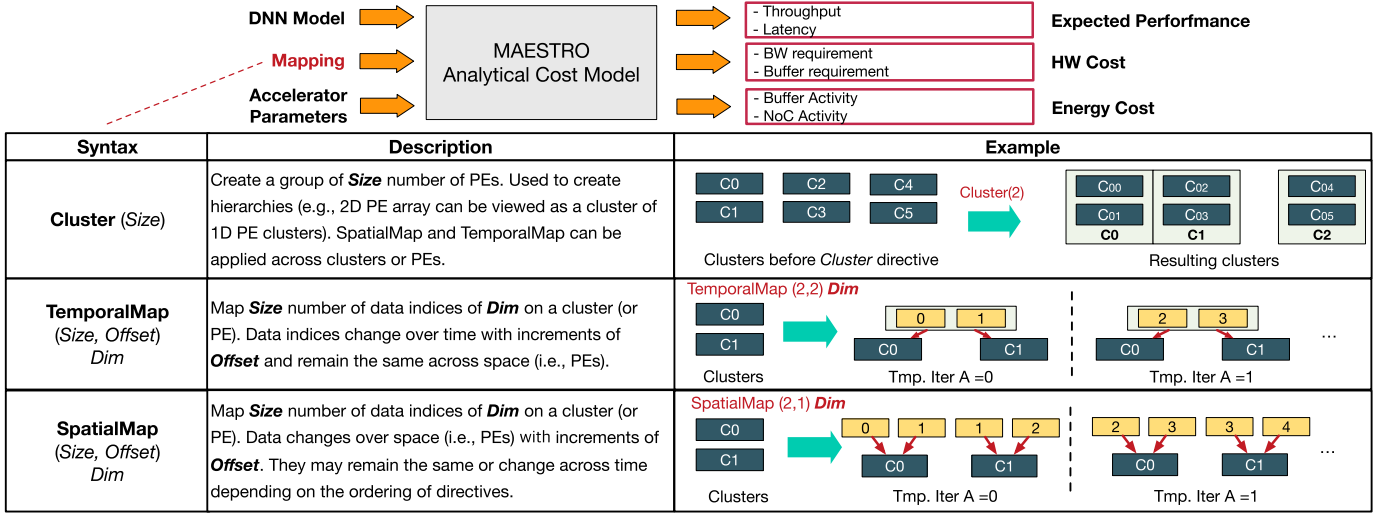 DNN Model
Mapping
Accelerator
Parameters
MAESTRO
Analytical Cost Model
- Throughput
- Latency
- BW requirement
- Buffer requirement
- Buffer Activity
- NoC Activity
Expected Perforfmance
HW Cost
Energy Cost
Syntax
Description
Example
Cluster (Size)
Create a group of Size number of PEs. Used to create
hierarchies (e.g., 2D PE array can be viewed as a cluster of
1D PE clusters). SpatialMap and TemporalMap can be
applied across clusters or PEs.
C0 C2 C4
C1 C3 C5
Clusters before Cluster directive
Cluster(2)
C00 C02 C04
C01 C03 C05
C0 C1 C2
Resulting clusters
TemporalMap
(Size, Offset)
Dim
Map Size number of data indices of Dim on a cluster (or
PE). Data indices change over time with increments of
Offset and remain the same across space (i.e., PEs).
TemporalMap (2,2) Dim
C0
C1
Clusters
0 1
C0 C1
Tmp. Iter A =0
2 3
C0 C1
Tmp. Iter A =1
...
SpatialMap
(Size, Offset)
Dim
Map Size number of data indices of Dim on a cluster (or
PE). Data changes over space (i.e., PEs) with increments of
Offset. They may remain the same or change across time
depending on the ordering of directives.
SpatialMap (2,1) Dim
C0
C1
Clusters
0 1 1 2
C0 C1
Tmp. Iter A =0
2 3 3 4
C0 C1
Tmp. Iter A =1
...